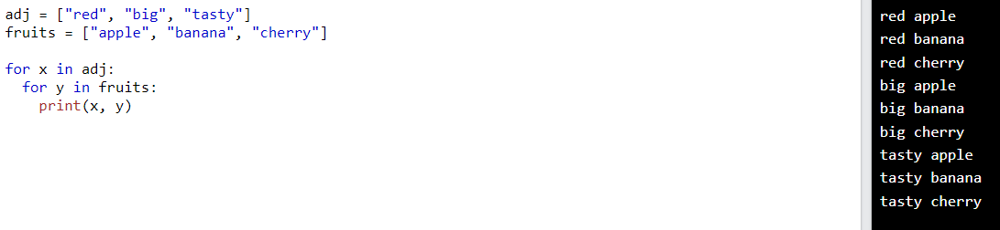 adj = ["red", "big", "tasty"]
fruits = ["apple", "banana", "cherry"]

for x in adj:
  for y in fruits:
    print(x, y)

red apple
red banana
red cherry
big apple
big banana
big cherry
tasty apple
tasty banana
tasty cherry